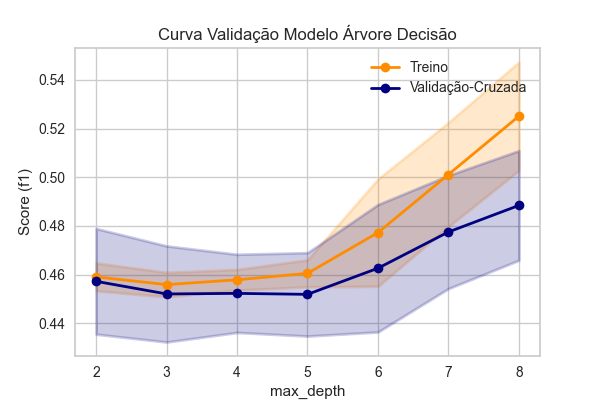 Curva Validação Modelo Árvore Decisão
Treino
Validação-Cruzada
Score (f1)
0.54
0.52
0.50
0.48
0.46
0.44
2 3 4 5 6 7 8
max_depth